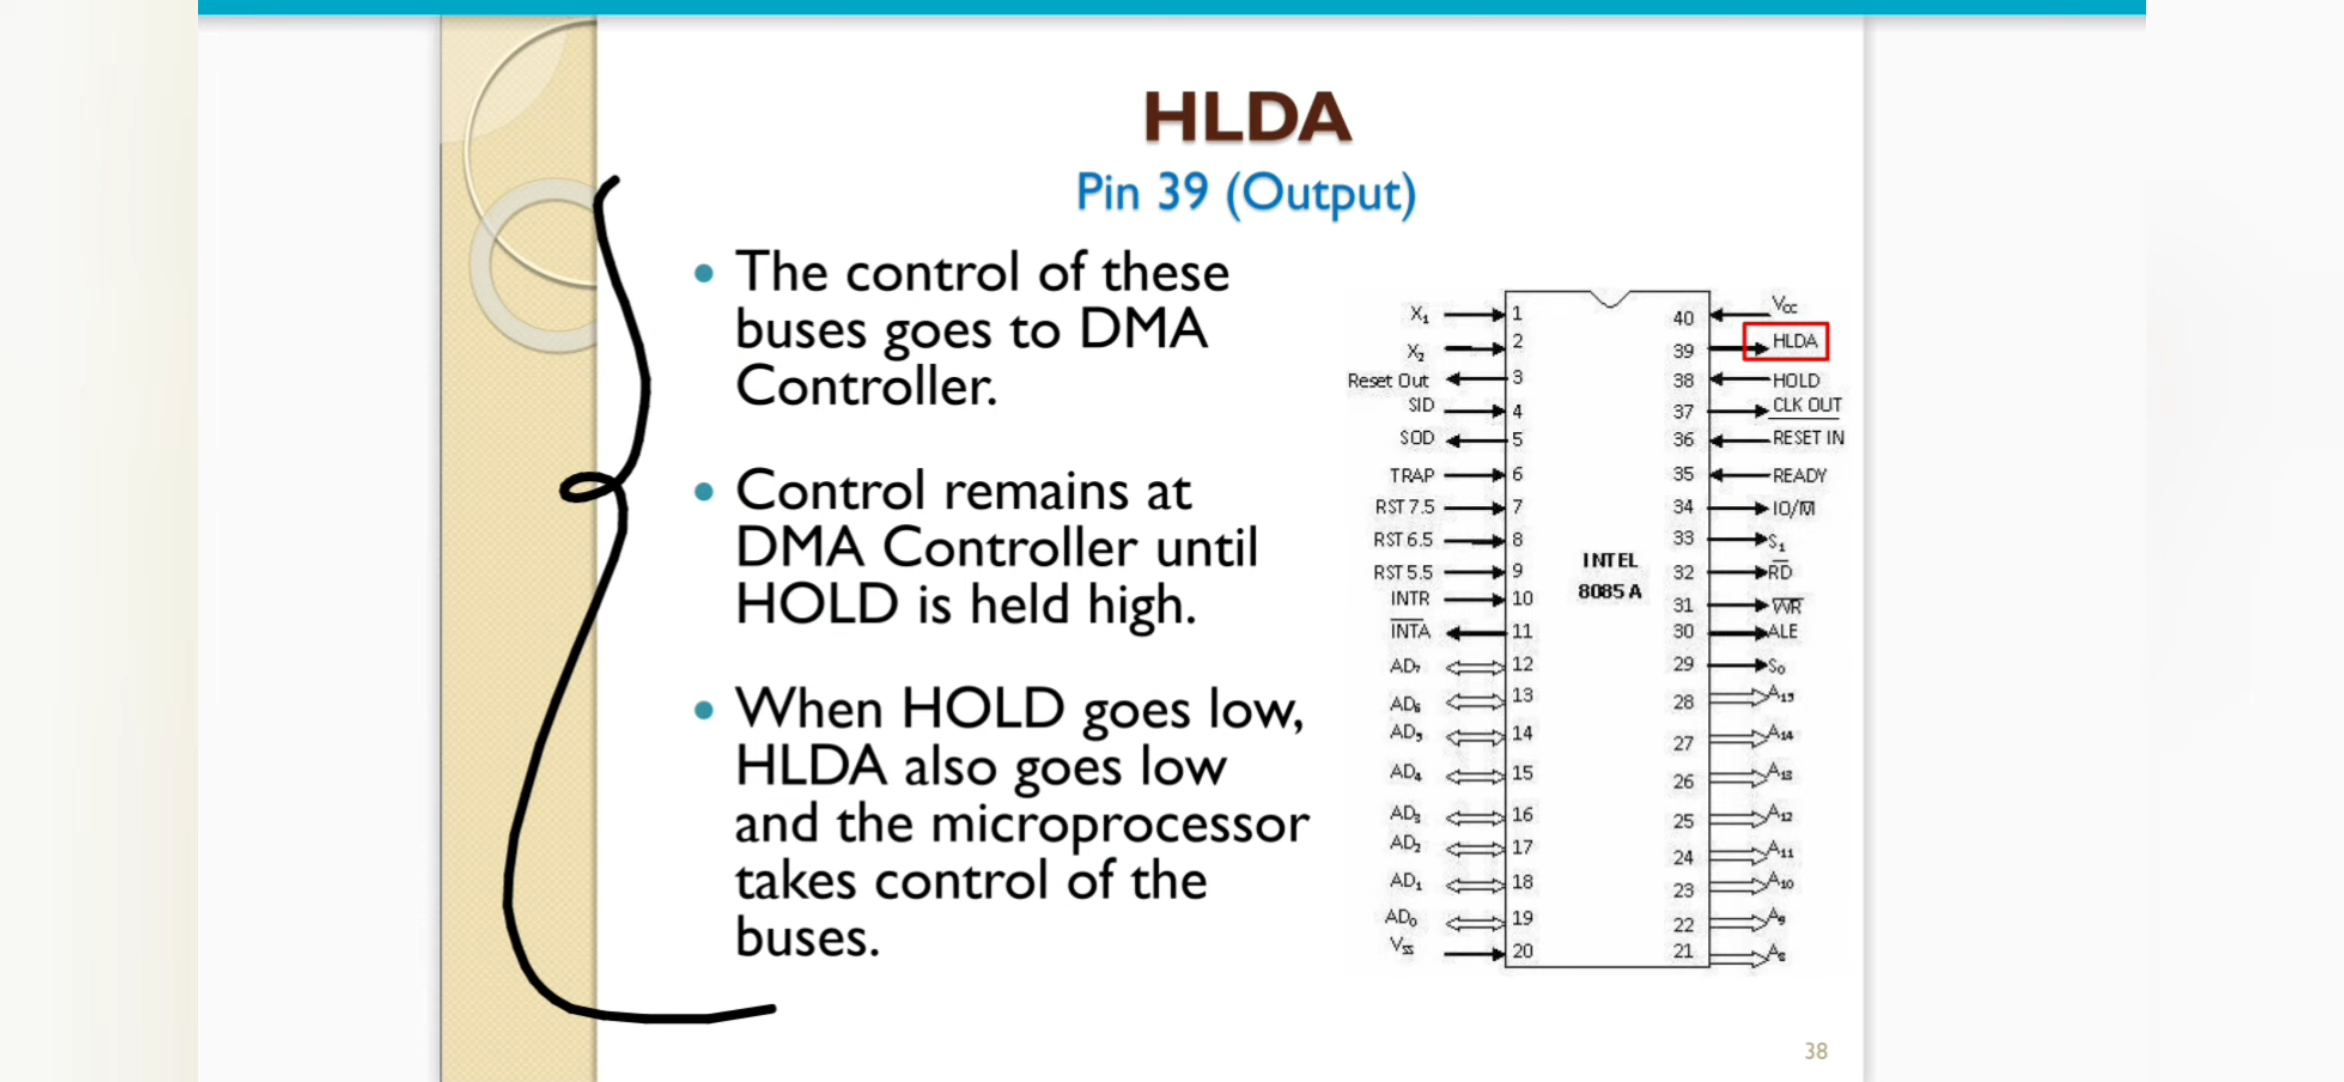 HLDA
Pin 39 (Output)
• The control of these
buses goes to DMA
Controller.
• Control remains at
DMA Controller until
HOLD is held high.
• When HOLD goes low,
HLDA also goes low
and the microprocessor
takes control of the
buses.
X₁ 1 40 Vcc
X₂ 2 39 HLDA
Reset Out 3 38 HOLD
SID 4 37 CLK OUT
SOD 5 36 RESET IN
TRAP 6 35 READY
RST 7.5 7 34 IO/M̅
RST 6.5 8 33 S₁
RST 5.5 9 32 R̅D̅
INTR 10 31 W̅R̅
I̅N̅T̅A̅ 11 30 ALE
AD₇ 12 29 S₀
AD₆ 13 28 A₁₅
AD₅ 14 27 A₁₄
AD₄ 15 26 A₁₃
AD₃ 16 25 A₁₂
AD₂ 17 24 A₁₁
AD₁ 18 23 A₁₀
AD₀ 19 22 A₉
Vss 20 21 A₈
INTEL
8085 A
38